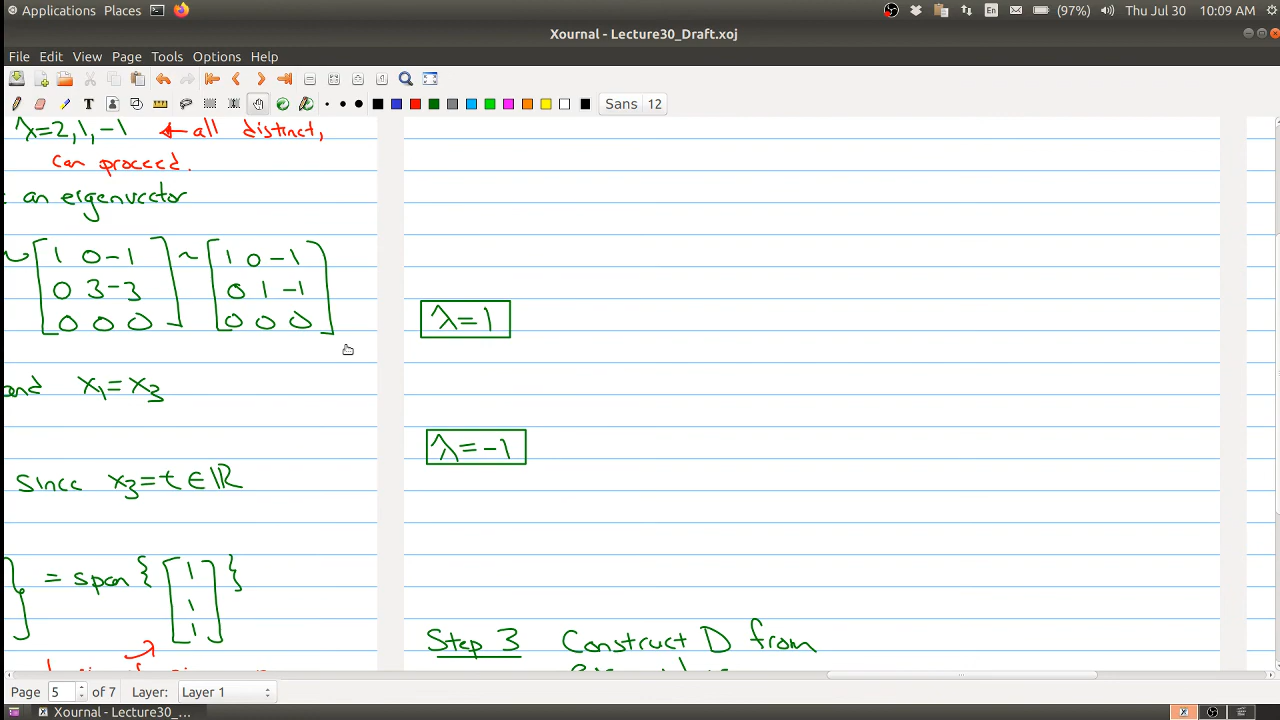 Applications Places En (97%) Thu Jul 30 10:09 AM
Xournal - Lecture30_Draft.xoj
File Edit View Page Tools Options Help
T Sans 12
λ=2,1,-1 ← all distinct,
can proceed.
an eigenvector
~ [1 0 -1 ~ [1 0 -1
0 3 -3 0 1 -1
0 0 0] 0 0 0]
and x₁=x₃
since x₃=t∈ℝ
} = span { [1
1
1] }
λ=1
λ=-1
Step 3 Construct D from
Page 5 of 7 Layer: Layer 1
Xournal - Lecture30_...